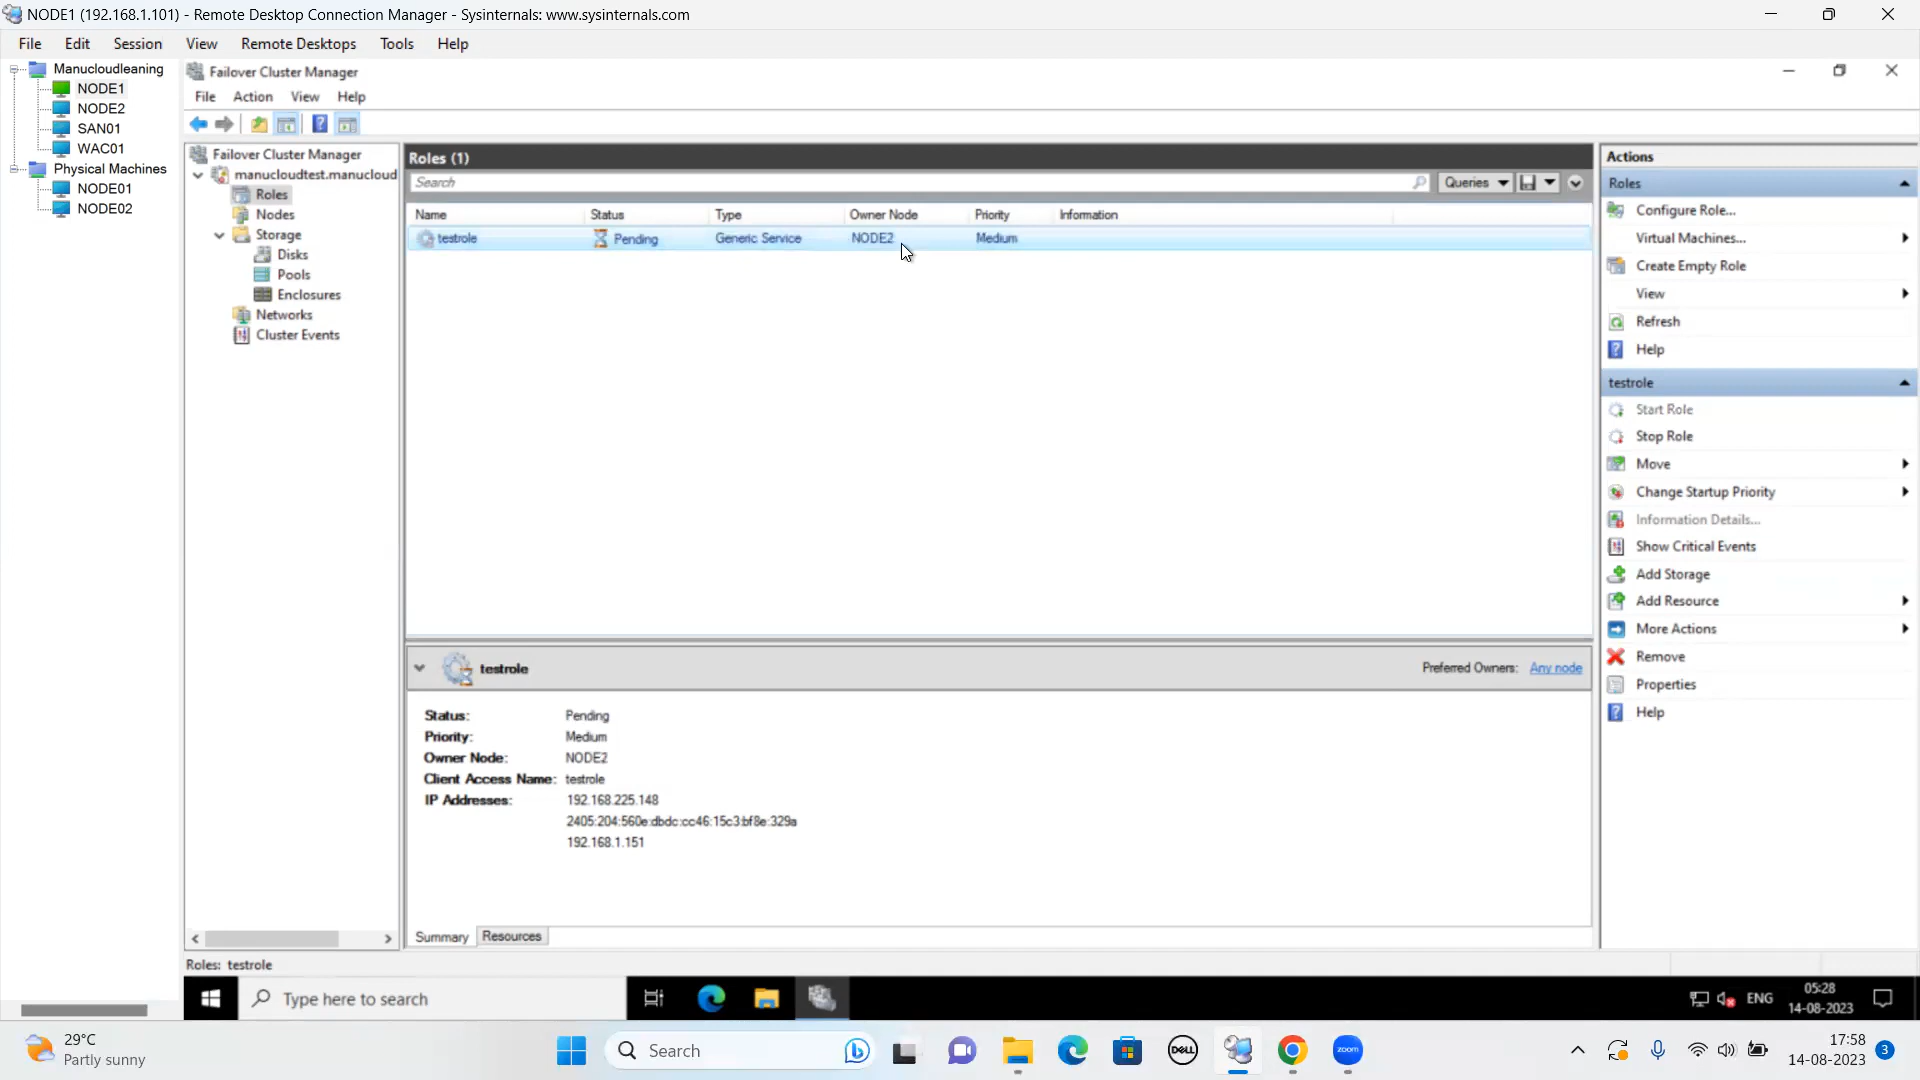 NODE1 (192.168.1.101) - Remote Desktop Connection Manager - Sysinternals: www.sysinternals.com
File Edit Session View Remote Desktops Tools Help
Manucloudleaning
NODE1
NODE2
SAN01
WAC01
Physical Machines
NODE01
NODE02
Failover Cluster Manager
File Action View Help
Failover Cluster Manager
manucloudtest.manucloud
Roles
Nodes
Storage
Disks
Pools
Enclosures
Networks
Cluster Events
Roles (1)
Search
Queries
Name Status Type Owner Node Priority Information
testrole Pending Generic Service NODE2 Medium
testrole
Preferred Owners: Any node
Status: Pending
Priority: Medium
Owner Node: NODE2
Client Access Name: testrole
IP Addresses: 192.168.225.148
2405:204:560e:dbdc:cc46:15c3:bf8e:329a
192.168.1.151
Summary Resources
Actions
Roles
Configure Role...
Virtual Machines...
Create Empty Role
View
Refresh
Help
testrole
Start Role
Stop Role
Move
Change Startup Priority
Information Details...
Show Critical Events
Add Storage
Add Resource
More Actions
Remove
Properties
Help
Roles: testrole
Type here to search
ENG
05:28
14-08-2023
29°C
Partly sunny
Search
DELL
zoom
17:58
14-08-2023
3